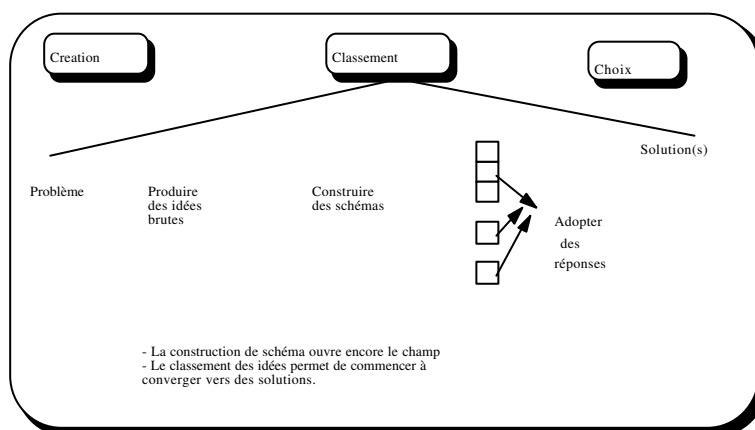 Creation
Classement
Choix
Solution(s)
Problème
Produire
des idées
brutes
Construire
des schémas
Adopter
des
réponses
- La construction de schéma ouvre encore le champ
- Le classement des idées permet de commencer à
converger vers des solutions.